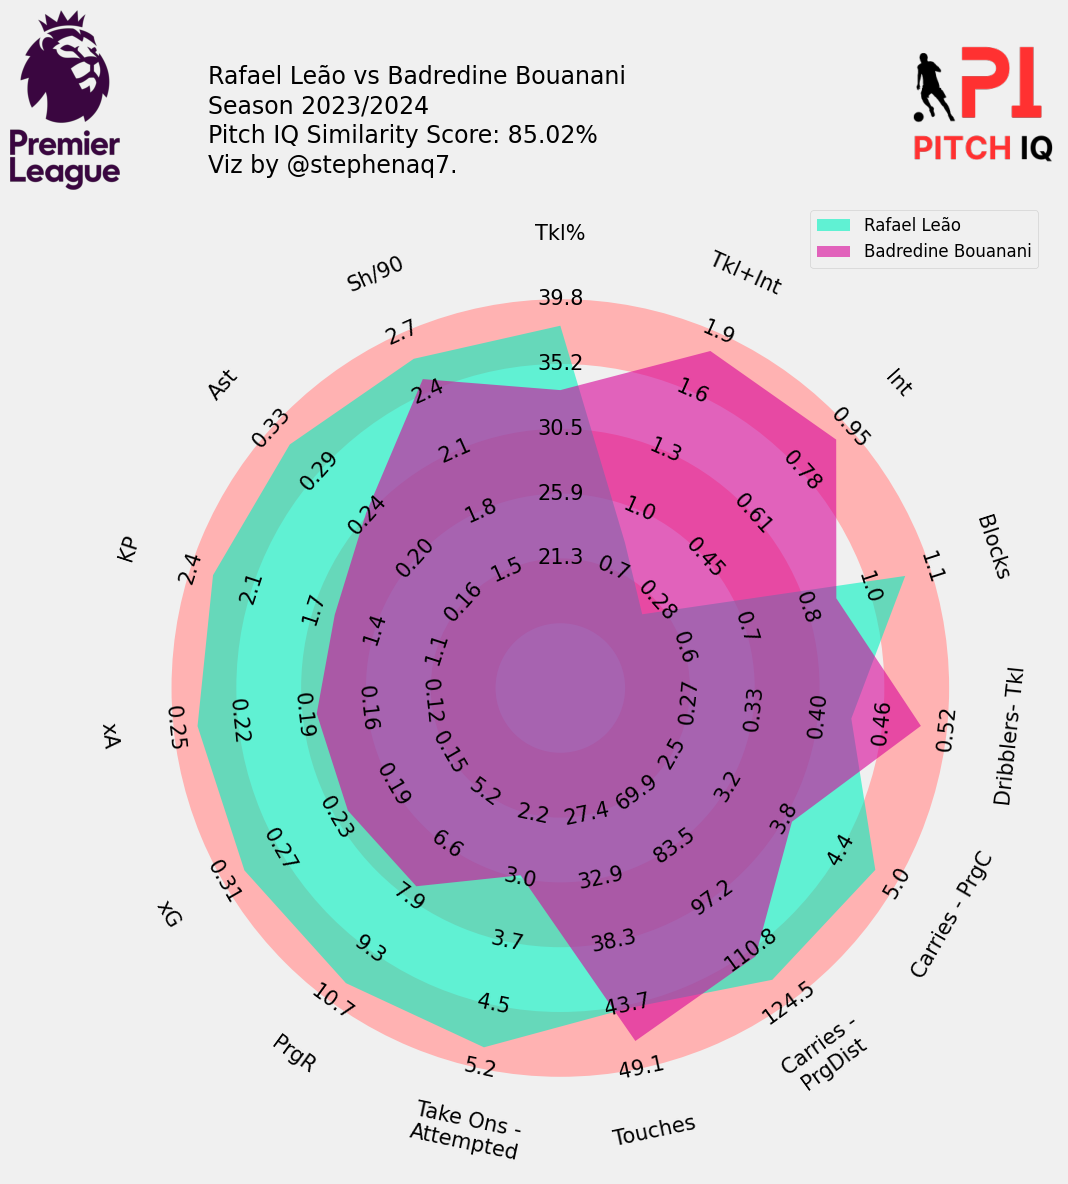 Premier
League
Rafael Leão vs Badredine Bouanani
Season 2023/2024
Pitch IQ Similarity Score: 85.02%
Viz by @stephenaq7.
PI
PITCH IQ
Rafael Leão
Badredine Bouanani
Tkl%
39.8
35.2
30.5
25.9
21.3
Tkl+Int
1.9
1.6
1.3
1.0
0.7
Int
0.95
0.78
0.61
0.45
0.28
Blocks
1.1
1.0
0.8
0.7
0.6
Dribblers- Tkl
0.52
0.46
0.40
0.33
0.27
Carries - PrgC
5.0
4.4
3.8
3.2
2.5
Carries -
PrgDist
124.5
110.8
97.2
83.5
69.9
Touches
49.1
43.7
38.3
32.9
27.4
Take Ons -
Attempted
5.2
4.5
3.7
3.0
2.2
PrgR
10.7
9.3
7.9
6.6
5.2
xG
0.31
0.27
0.23
0.19
0.15
xA
0.25
0.22
0.19
0.16
0.12
KP
2.4
2.1
1.7
1.4
1.1
Ast
0.33
0.29
0.24
0.20
0.16
Sh/90
2.7
2.4
2.1
1.8
1.5